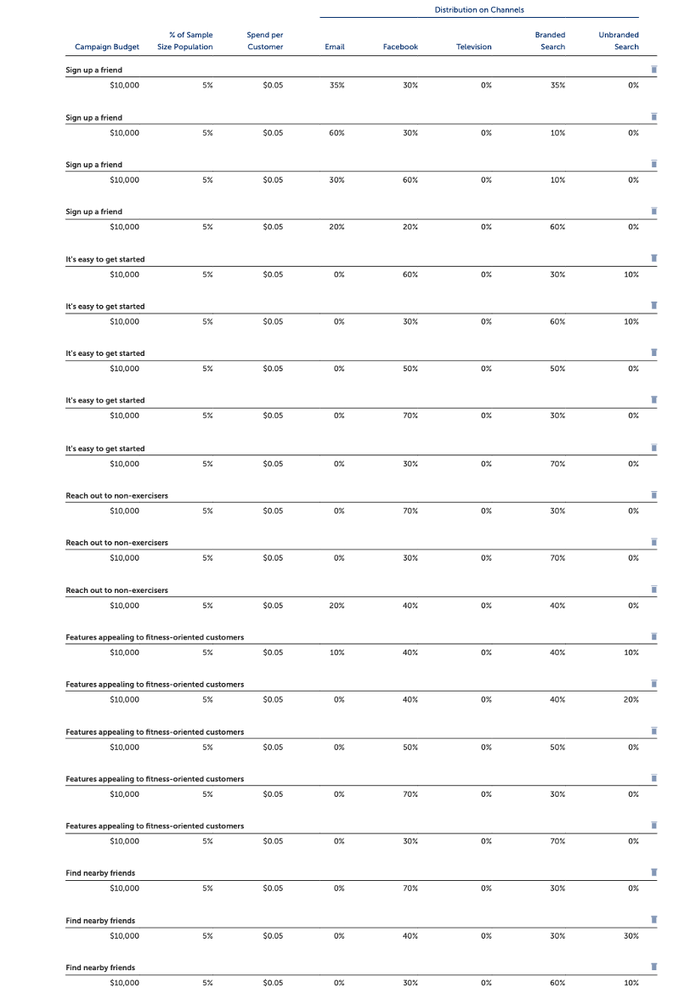 Distribution on Channels
Campaign Budget % of Sample Size Population Spend per Customer Email Facebook Television Branded Search Unbranded Search
Sign up a friend
$10,000 5% $0.05 35% 30% 0% 35% 0%
Sign up a friend
$10,000 5% $0.05 60% 30% 0% 10% 0%
Sign up a friend
$10,000 5% $0.05 30% 60% 0% 10% 0%
Sign up a friend
$10,000 5% $0.05 20% 20% 0% 60% 0%
It's easy to get started
$10,000 5% $0.05 0% 60% 0% 30% 10%
It's easy to get started
$10,000 5% $0.05 0% 30% 0% 60% 10%
It's easy to get started
$10,000 5% $0.05 0% 50% 0% 50% 0%
It's easy to get started
$10,000 5% $0.05 0% 70% 0% 30% 0%
It's easy to get started
$10,000 5% $0.05 0% 30% 0% 70% 0%
Reach out to non-exercisers
$10,000 5% $0.05 0% 70% 0% 30% 0%
Reach out to non-exercisers
$10,000 5% $0.05 0% 30% 0% 70% 0%
Reach out to non-exercisers
$10,000 5% $0.05 20% 40% 0% 40% 0%
Features appealing to fitness-oriented customers
$10,000 5% $0.05 10% 40% 0% 40% 10%
Features appealing to fitness-oriented customers
$10,000 5% $0.05 0% 40% 0% 40% 20%
Features appealing to fitness-oriented customers
$10,000 5% $0.05 0% 50% 0% 50% 0%
Features appealing to fitness-oriented customers
$10,000 5% $0.05 0% 70% 0% 30% 0%
Features appealing to fitness-oriented customers
$10,000 5% $0.05 0% 30% 0% 70% 0%
Find nearby friends
$10,000 5% $0.05 0% 70% 0% 30% 0%
Find nearby friends
$10,000 5% $0.05 0% 40% 0% 30% 30%
Find nearby friends
$10,000 5% $0.05 0% 30% 0% 60% 10%